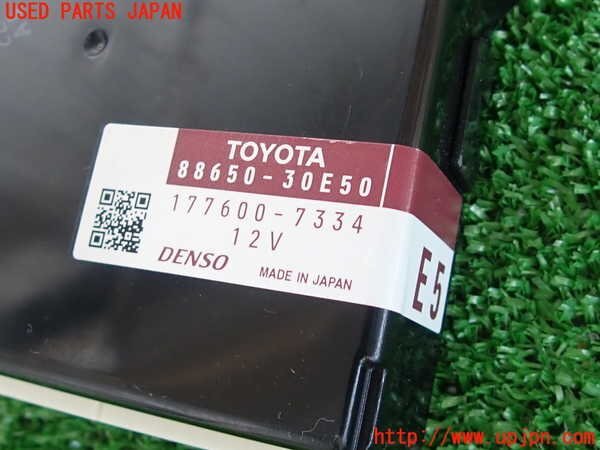 USED PARTS JAPAN
TOYOTA
88650-30E50
177600-7334
12V
DENSO
MADE IN JAPAN
E5
http://www.upjpn.com/